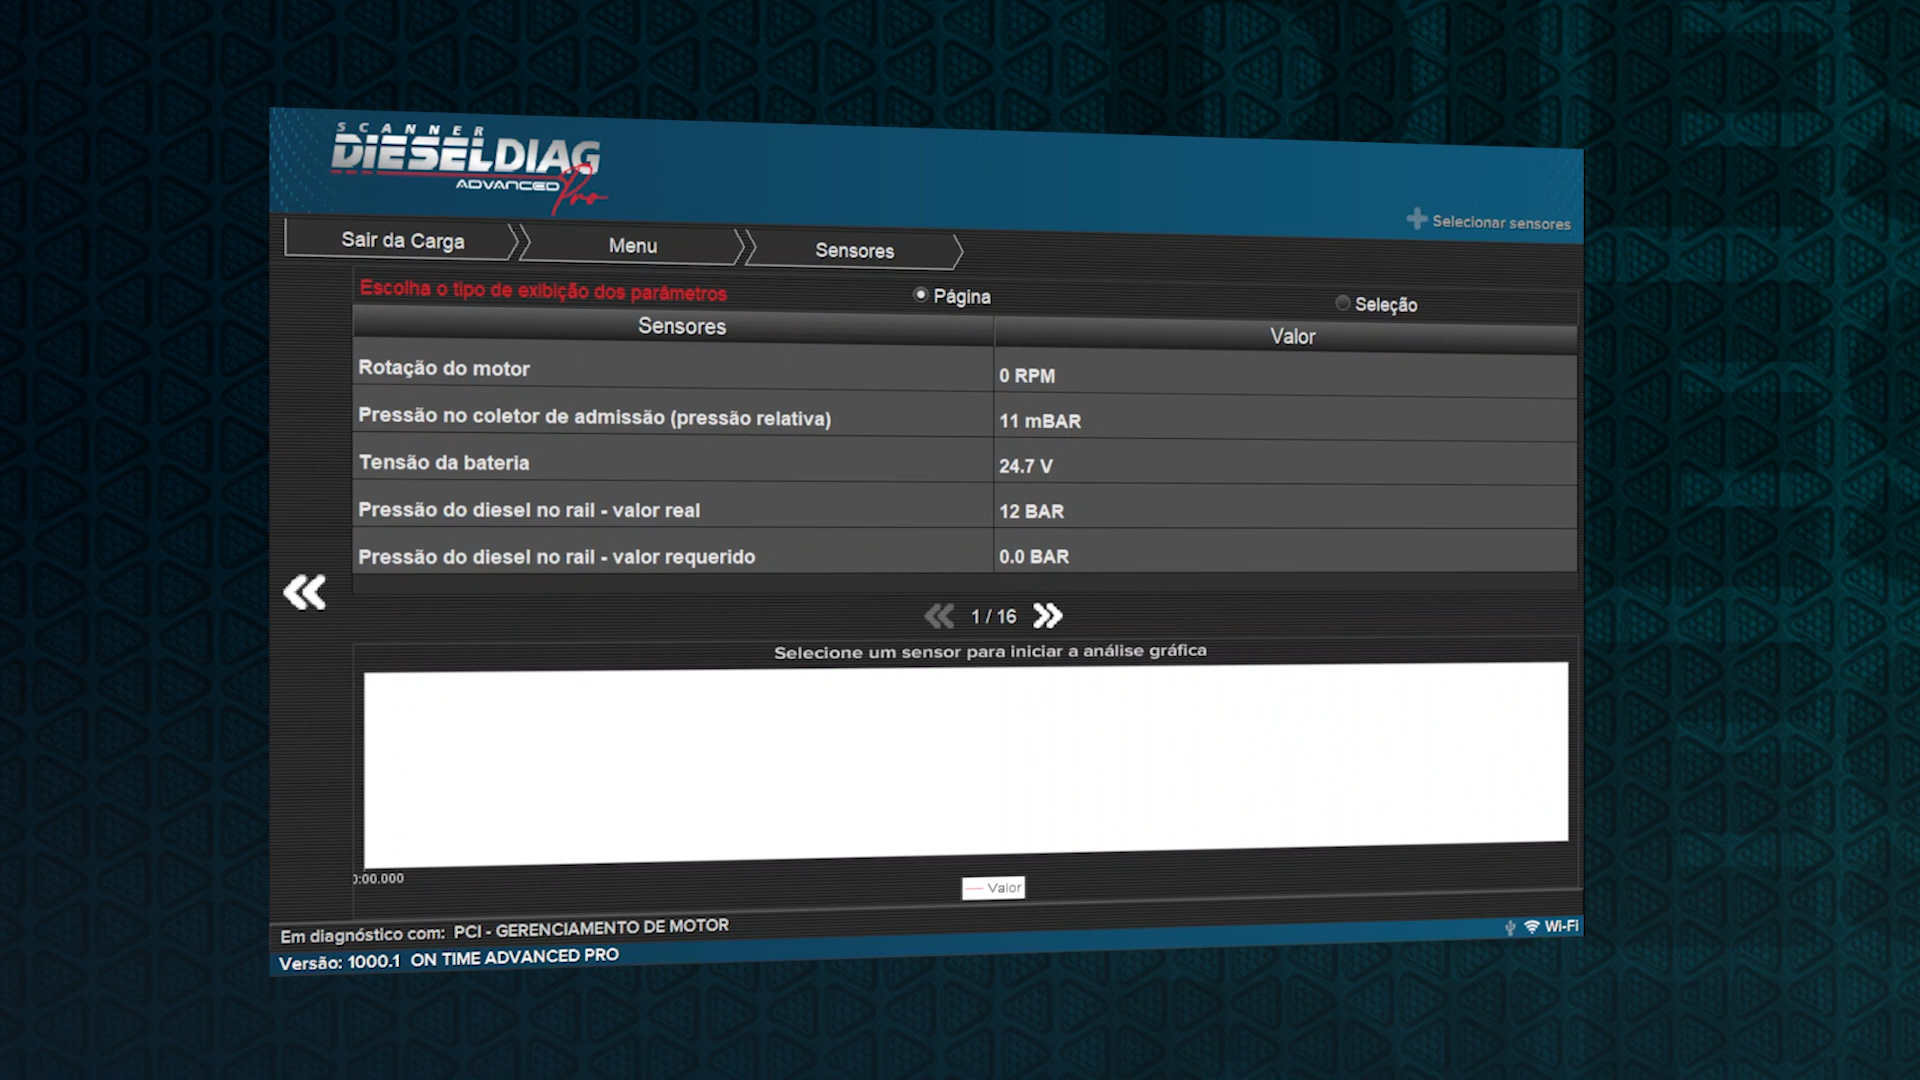 SCANNER
DIESELDIAG
ADVANCED Pro
Selecionar sensores
Sair da Carga
Menu
Sensores
Escolha o tipo de exibição dos parâmetros
Página
Seleção
Sensores
Valor
Rotação do motor
0 RPM
Pressão no coletor de admissão (pressão relativa)
11 mBAR
Tensão da bateria
24.7 V
Pressão do diesel no rail - valor real
12 BAR
Pressão do diesel no rail - valor requerido
0.0 BAR
1 / 16
Selecione um sensor para iniciar a análise gráfica
0:00.000
Valor
Em diagnóstico com: PCI - GERENCIAMENTO DE MOTOR
Wi-Fi
Versão: 1000.1 ON TIME ADVANCED PRO